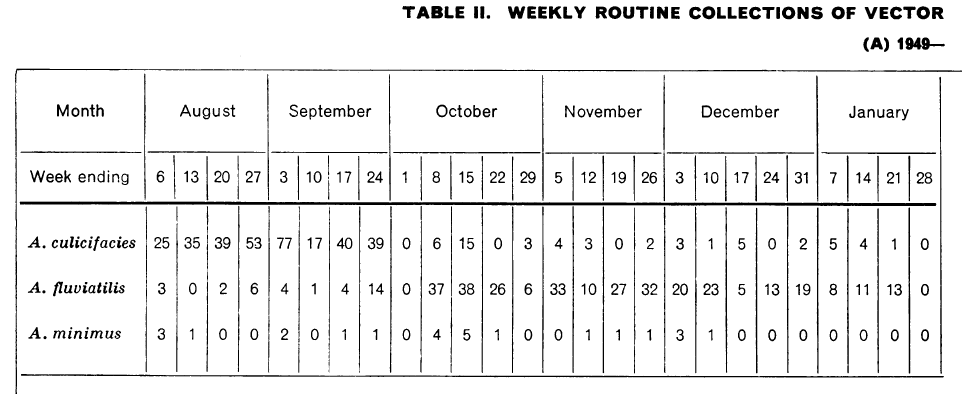 TABLE II. WEEKLY ROUTINE COLLECTIONS OF VECTOR
(A) 1949—
Month August September October November December January
Week ending 6 13 20 27 3 10 17 24 1 8 15 22 29 5 12 19 26 3 10 17 24 31 7 14 21 28
A. culicifacies 25 35 39 53 77 17 40 39 0 6 15 0 3 4 3 0 2 3 1 5 0 2 5 4 1 0
A. fluviatilis 3 0 2 6 4 1 4 14 0 37 38 26 6 33 10 27 32 20 23 5 13 19 8 11 13 0
A. minimus 3 1 0 0 2 0 1 1 0 4 5 1 0 0 1 1 1 3 1 0 0 0 0 0 0 0